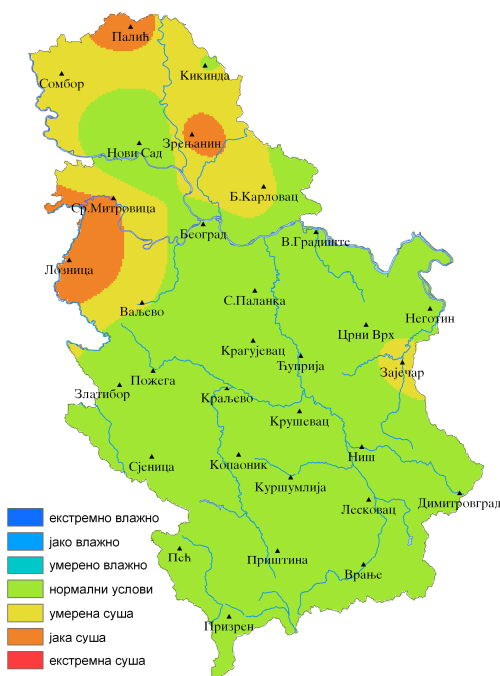 Палић
Кикинда
Сомбор
Зрењанин
Нови Сад
Б.Карловац
Ср.Митровица
Београд
В.Градиште
Лозница
С.Паланка
Ваљево
Неготин
Црни Врх
Крагујевац
Ћуприја
Зајечар
Пожега
Златибор
Краљево
Крушевац
Ниш
Сјеница
Копаоник
Куршумлија
Димитровград
Лесковац
Пећ
Приштина
Врање
Призрен
екстремно влажно
јако влажно
умерено влажно
нормални услови
умерена суша
јака суша
екстремна суша